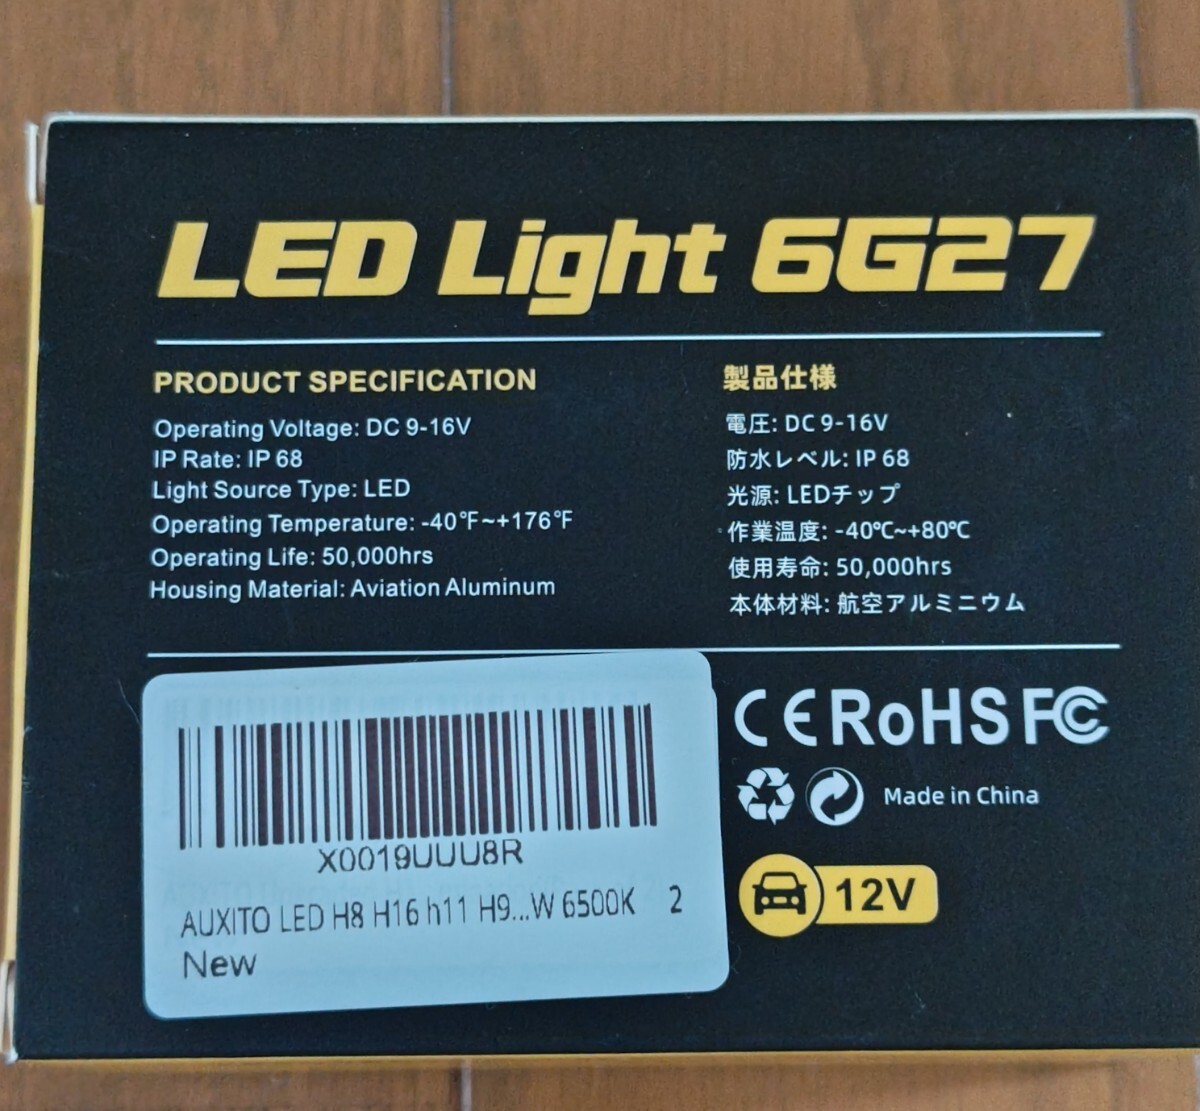 LED Light 6G27
PRODUCT SPECIFICATION
Operating Voltage: DC 9-16V
IP Rate: IP 68
Light Source Type: LED
Operating Temperature: -40°F~+176°F
Operating Life: 50,000hrs
Housing Material: Aviation Aluminum
製品仕様
電圧: DC 9-16V
防水レベル: IP 68
光源: LEDチップ
作業温度: -40℃~+80℃
使用寿命: 50,000hrs
本体材料: 航空アルミニウム
X0019UUU8R
AUXITO LED H8 H16 h11 H9...W 6500K 2
New
CE RoHS FC
Made in China
12V